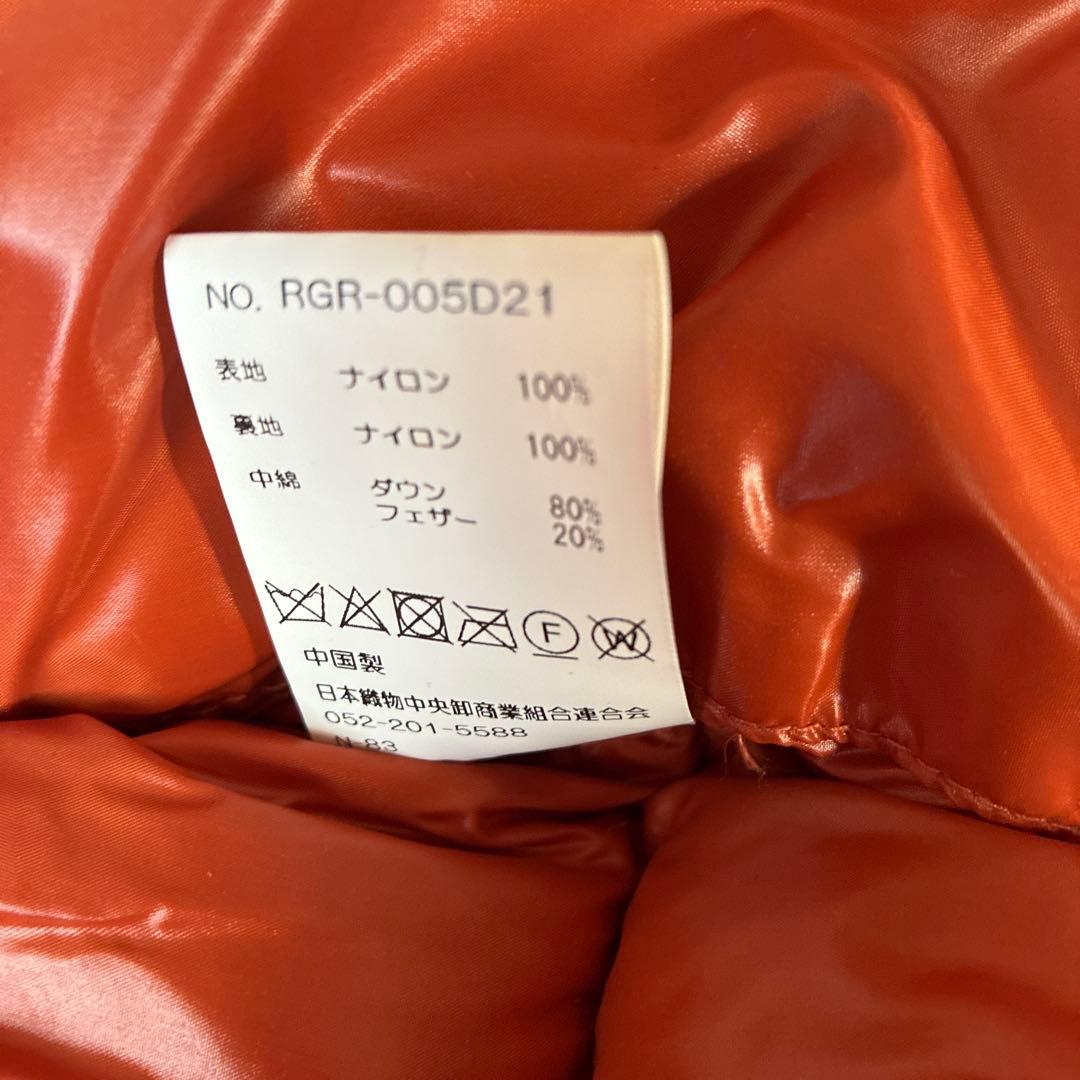 NO. RGR-005D21
表地 ナイロン 100%
裏地 ナイロン 100%
中綿 ダウン 80%
フェザー 20%
F W
中国製
日本織物中央卸商業組合連合会
052-201-5588
N-83